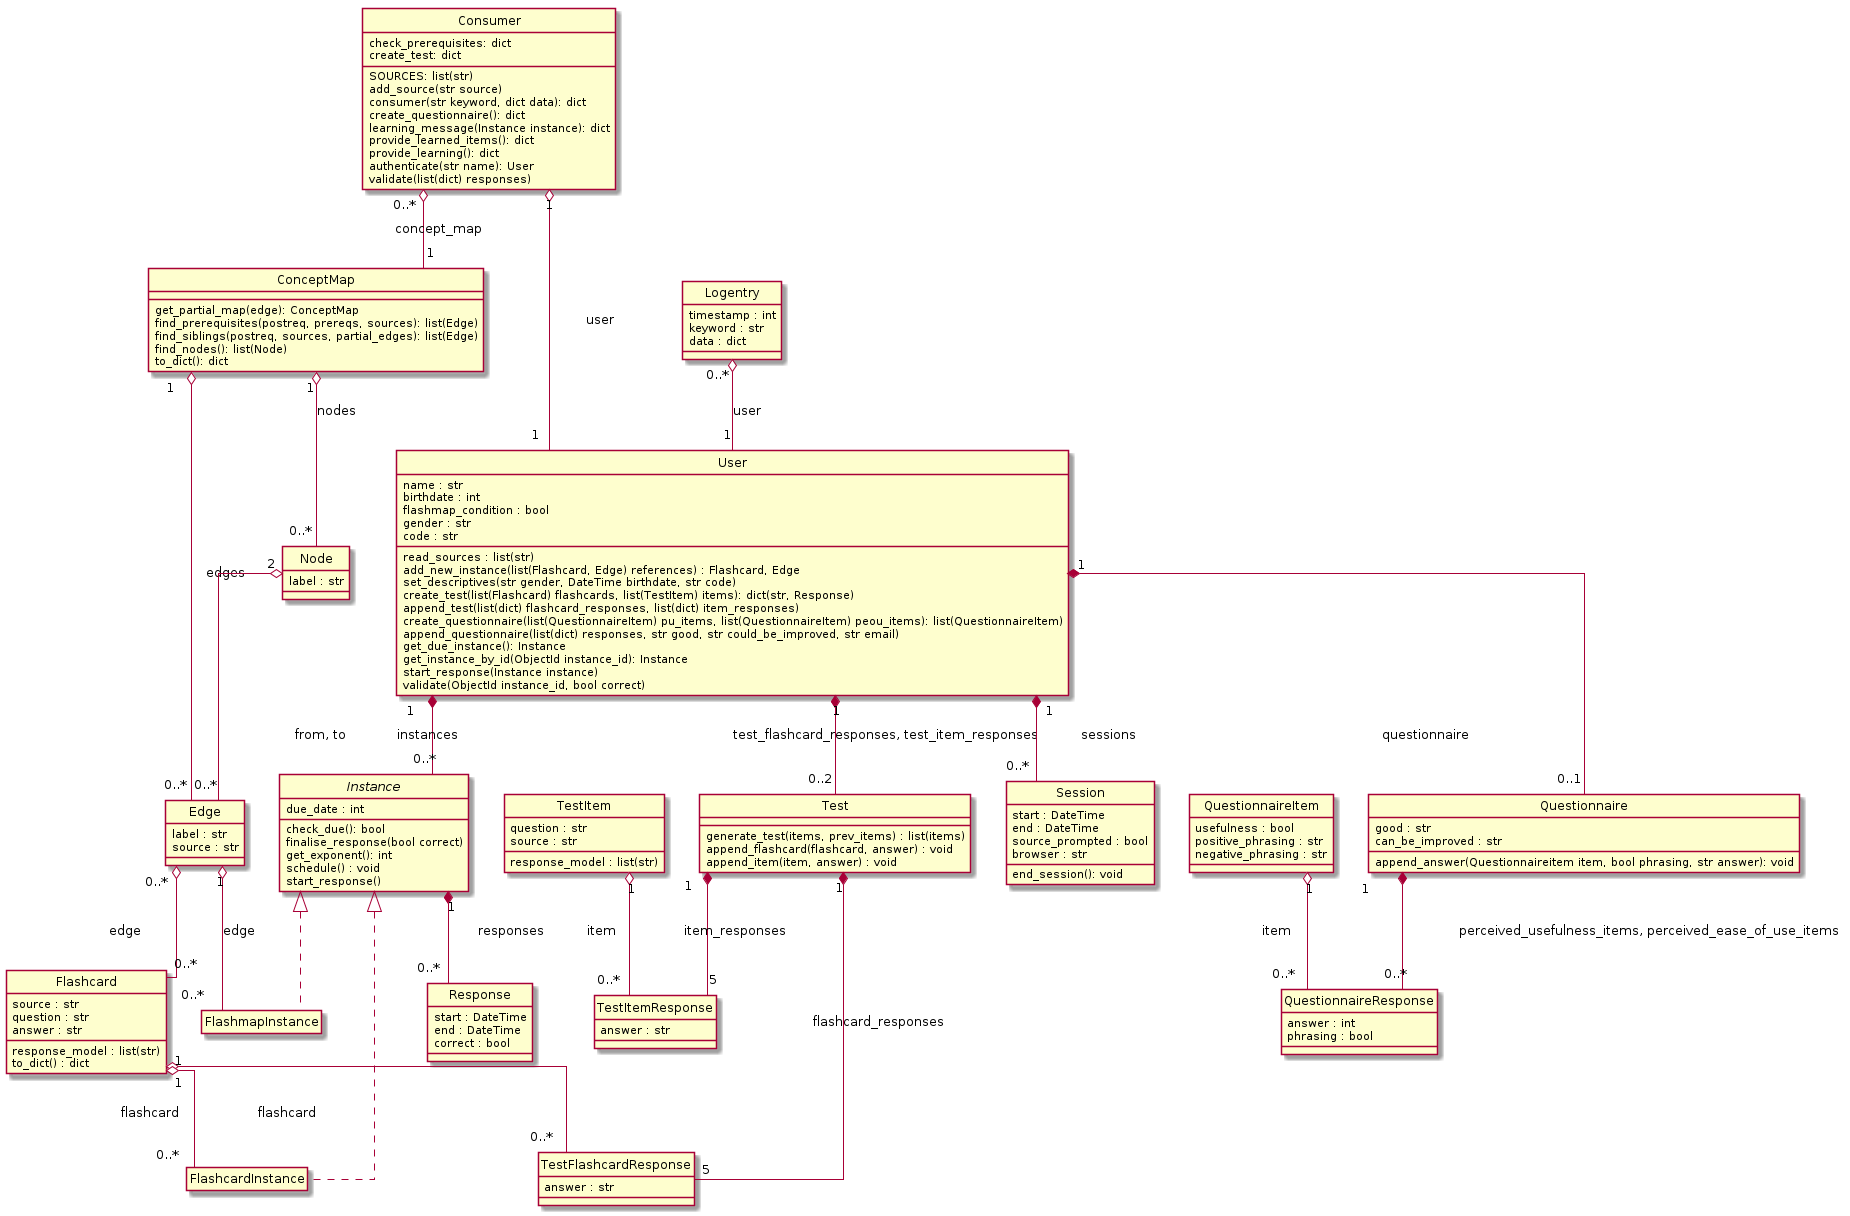 Consumer
check_prerequisites: dict
create_test: dict
SOURCES: list(str)
add_source(str source)
consumer(str keyword, dict data): dict
create_questionnaire(): dict
learning_message(Instance instance): dict
provide_learned_items(): dict
provide_learning(): dict
authenticate(str name): User
validate(list(dict) responses)
0..*
1
concept_map
1
user
1
ConceptMap
get_partial_map(edge): ConceptMap
find_prerequisites(postreq, prereqs, sources): list(Edge)
find_siblings(postreq, sources, partial_edges): list(Edge)
find_nodes(): list(Node)
to_dict(): dict
Logentry
timestamp : int
keyword : str
data : dict
0..*
user
1
1
1
nodes
0..*
User
name : str
birthdate : int
flashmap_condition : bool
gender : str
code : str
read_sources : list(str)
add_new_instance(list(Flashcard, Edge) references) : Flashcard, Edge
set_descriptives(str gender, DateTime birthdate, str code)
create_test(list(Flashcard) flashcards, list(TestItem) items): dict(str, Response)
append_test(list(dict) flashcard_responses, list(dict) item_responses)
create_questionnaire(list(QuestionnaireItem) pu_items, list(QuestionnaireItem) peou_items): list(QuestionnaireItem)
append_questionnaire(list(dict) responses, str good, str could_be_improved, str email)
get_due_instance(): Instance
get_instance_by_id(ObjectId instance_id): Instance
start_response(Instance instance)
validate(ObjectId instance_id, bool correct)
Node
label : str
2
edges
1
1
1
1
from, to
instances
test_flashcard_responses, test_item_responses
sessions
questionnaire
0..*
0..*
0..*
0..2
0..*
0..1
Edge
label : str
source : str
Instance
due_date : int
check_due(): bool
finalise_response(bool correct)
get_exponent(): int
schedule() : void
start_response()
TestItem
question : str
source : str
response_model : list(str)
Test
generate_test(items, prev_items) : list(items)
append_flashcard(flashcard, answer) : void
append_item(item, answer) : void
Session
start : DateTime
end : DateTime
source_prompted : bool
browser : str
end_session(): void
QuestionnaireItem
usefulness : bool
positive_phrasing : str
negative_phrasing : str
Questionnaire
good : str
can_be_improved : str
append_answer(Questionnaireitem item, bool phrasing, str answer): void
0..*
1
1
1
1
1
1
1
edge
edge
responses
item
item_responses
item
perceived_usefulness_items, perceived_ease_of_use_items
0..*
0..*
0..*
0..*
5
0..*
0..*
Flashcard
source : str
question : str
answer : str
response_model : list(str)
to_dict() : dict
FlashmapInstance
Response
start : DateTime
end : DateTime
correct : bool
TestItemResponse
answer : str
flashcard_responses
QuestionnaireResponse
answer : int
phrasing : bool
1
1
flashcard
flashcard
0..*
0..*
5
FlashcardInstance
TestFlashcardResponse
answer : str